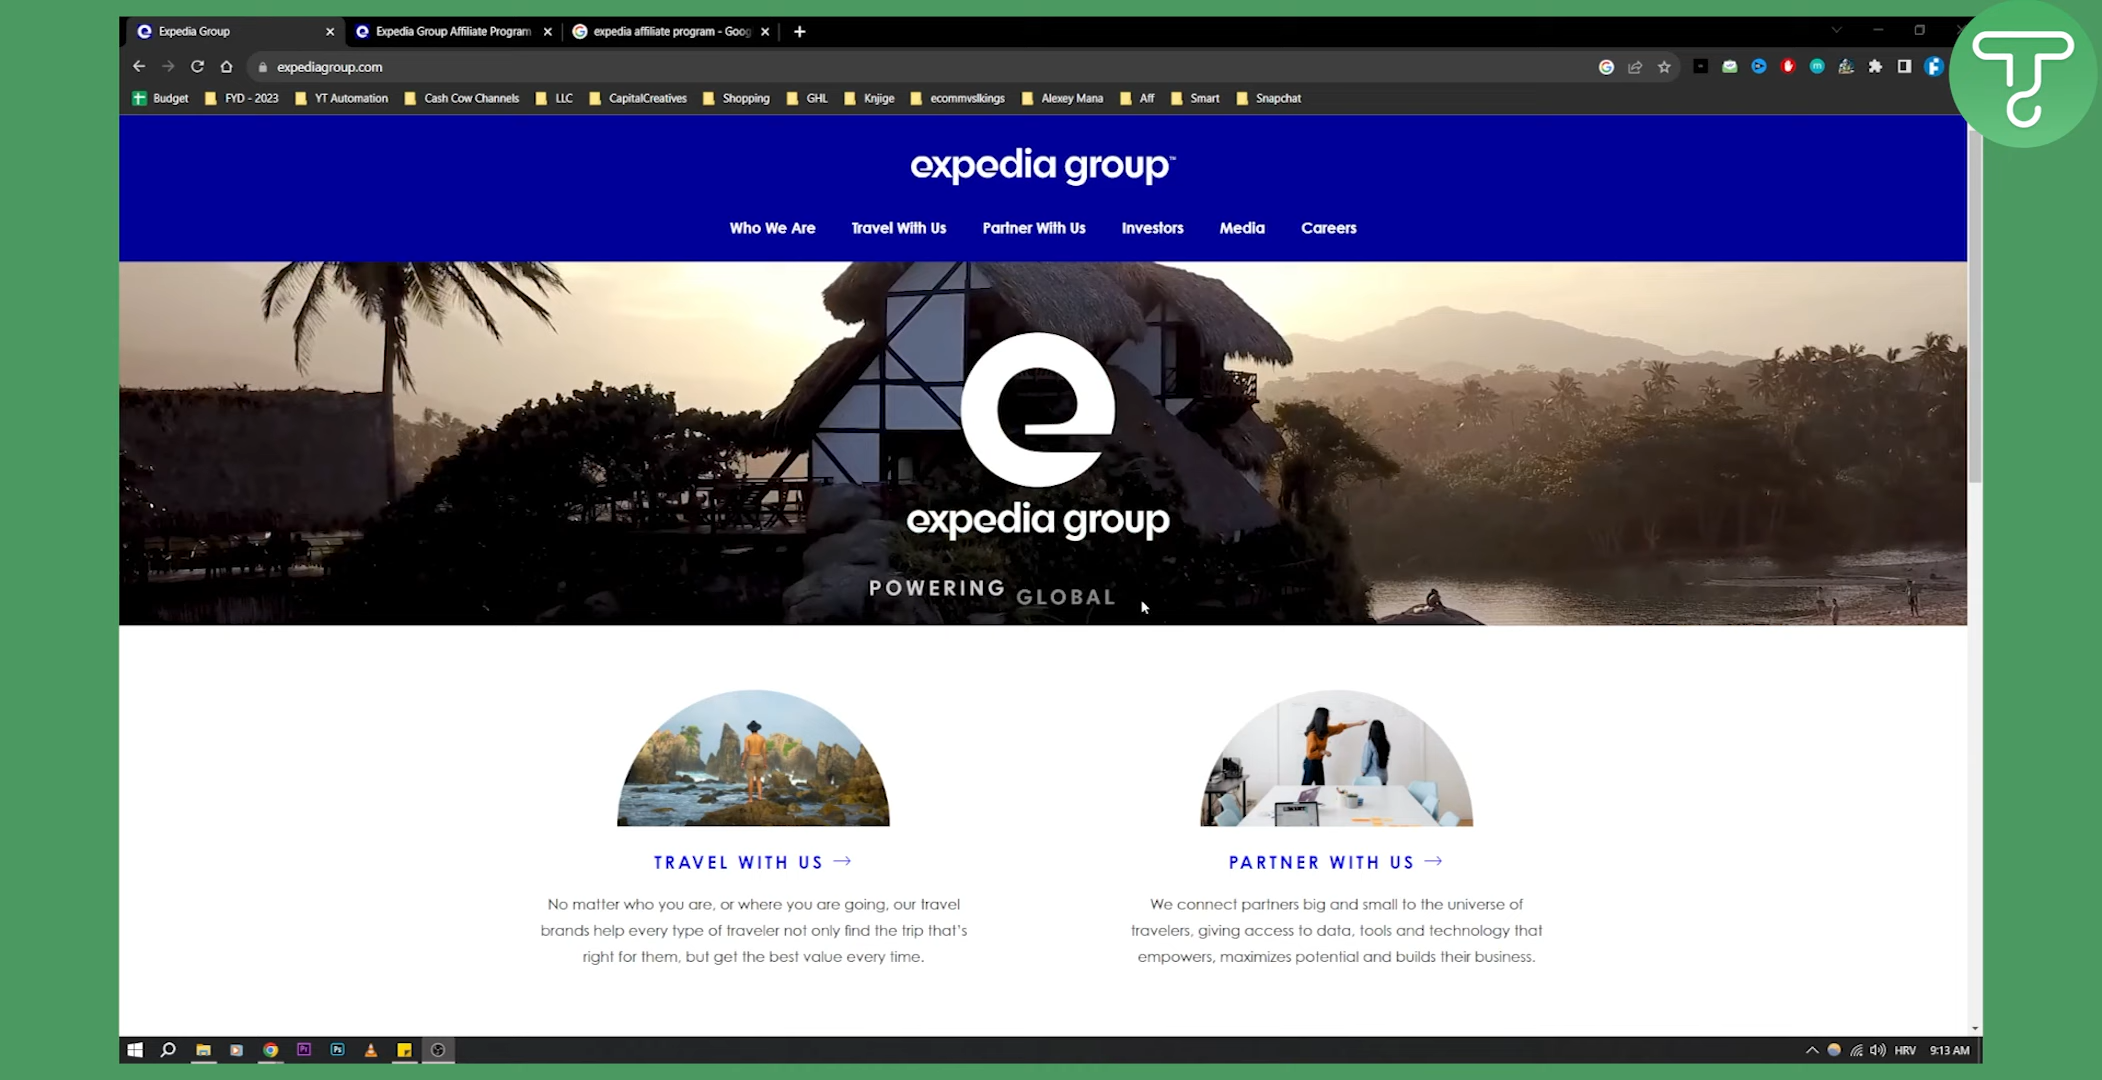 Expedia Group
Expedia Group Affiliate Program
expedia affiliate program - Goog
expediagroup.com
Budget
FYD - 2023
YT Automation
Cash Cow Channels
LLC
CapitalCreatives
Shopping
GHL
Knjige
ecommvslkings
Alexey Mana
Aff
Smart
Snapchat
expedia group™
Who We Are
Travel With Us
Partner With Us
Investors
Media
Careers
e
expedia group
POWERING GLOBAL
TRAVEL WITH US →
No matter who you are, or where you are going, our travel
brands help every type of traveler not only find the trip that's
right for them, but get the best value every time.
PARTNER WITH US →
We connect partners big and small to the universe of
travelers, giving access to data, tools and technology that
empowers, maximizes potential and builds their business.
Pr
Ps
HRV
9:13 AM